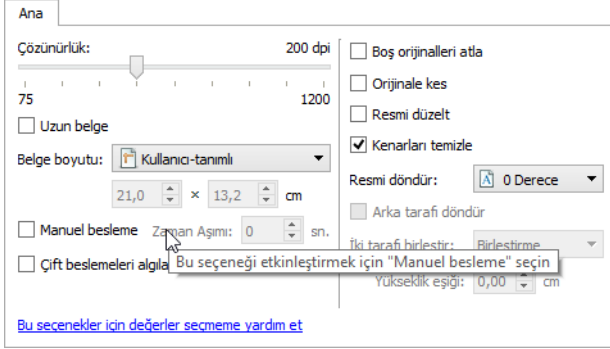 Ana
Çözünürlük: 200 dpi
75 1200
Uzun belge
Belge boyutu: Kullanıcı-tanımlı
21,0 × 13,2 cm
Manuel besleme Zaman Aşımı: 0 sn.
Çift beslemeleri algıla
Bu seçeneği etkinleştirmek için "Manuel besleme" seçin
Bu seçenekler için değerler seçmeme yardım et
Boş orijinalleri atla
Orijinale kes
Resmi düzelt
Kenarları temizle
Resmi döndür: A 0 Derece
Arka tarafı döndür
İki tarafı birleştir: Birleştirme
Yükseklik eşiği: 0,00 cm